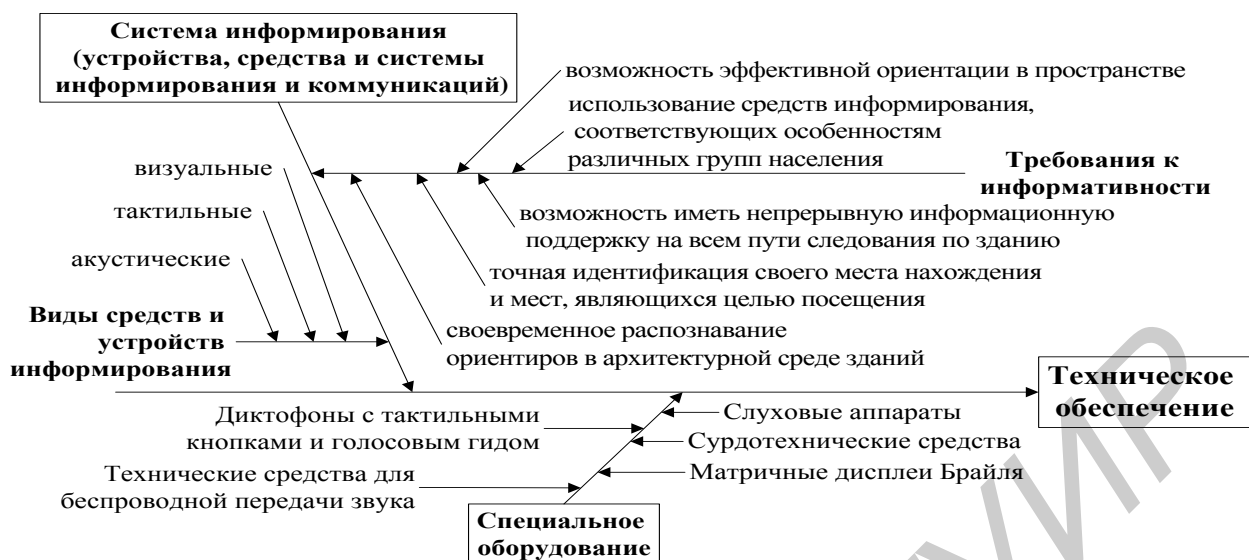 Система информирования
(устройства, средства и системы
информирования и коммуникаций)
возможность эффективной ориентации в пространстве
использование средств информирования,
соответствующих особенностям
различных групп населения
Требования к
информативности
визуальные
тактильные
акустические
возможность иметь непрерывную информационную
поддержку на всем пути следования по зданию
точная идентификация своего места нахождения
и мест, являющихся целью посещения
своевременное распознавание
ориентиров в архитектурной среде зданий
Виды средств и
устройств
информирования
Техническое
обеспечение
Диктофоны с тактильными
кнопками и голосовым гидом
Технические средства для
беспроводной передачи звука
Слуховые аппараты
Сурдотехнические средства
Матричные дисплеи Брайля
Специальное
оборудование
УИР